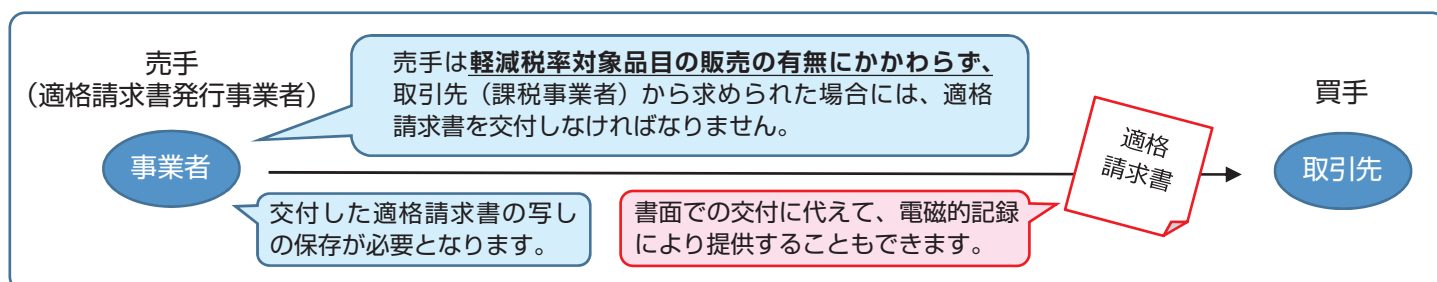 売手
（適格請求書発行事業者）
事業者
売手は軽減税率対象品目の販売の有無にかかわらず、
取引先（課税事業者）から求められた場合には、適格
請求書を交付しなければなりません。
交付した適格請求書の写し
の保存が必要となります。
書面での交付に代えて、電磁的記録
により提供することもできます。
適格
請求書
買手
取引先